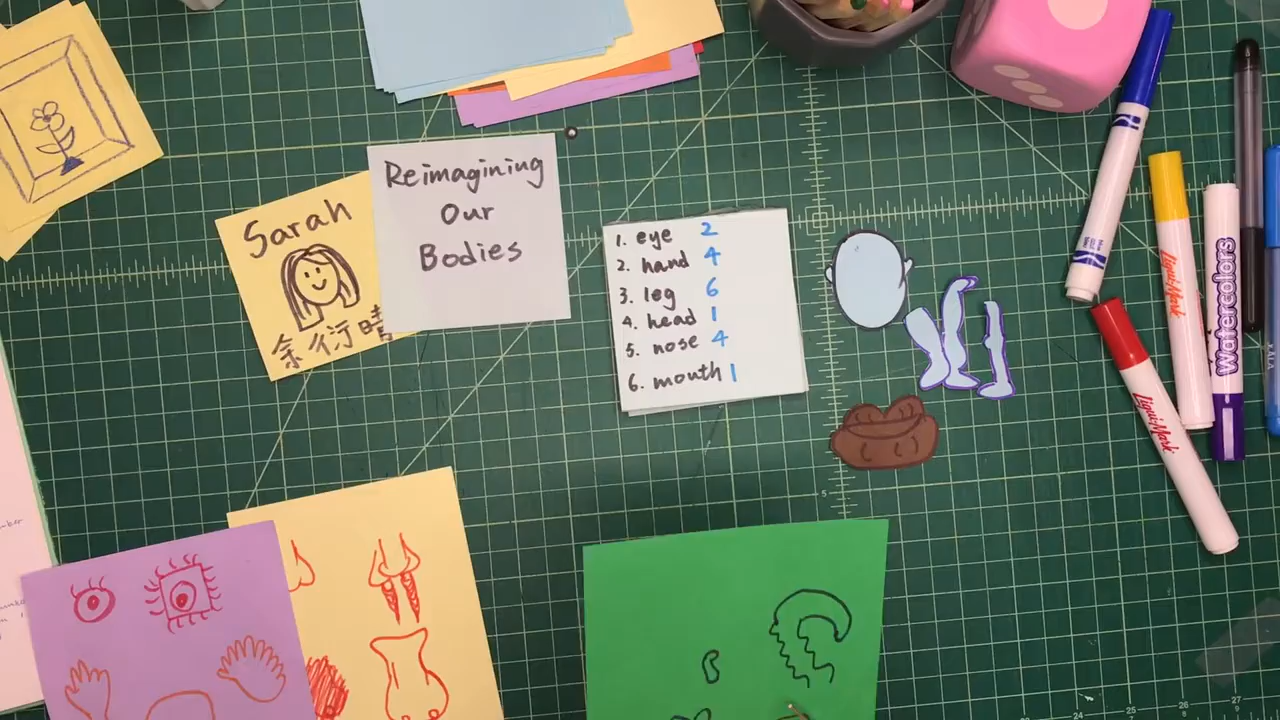 Sarah
余衍晴
Reimagining
Our
Bodies
1. eye 2
2. hand 4
3. leg 6
4. head 1
5. nose 4
6. mouth 1
Liqui-Mark
Watercolors
Liqui-Mark